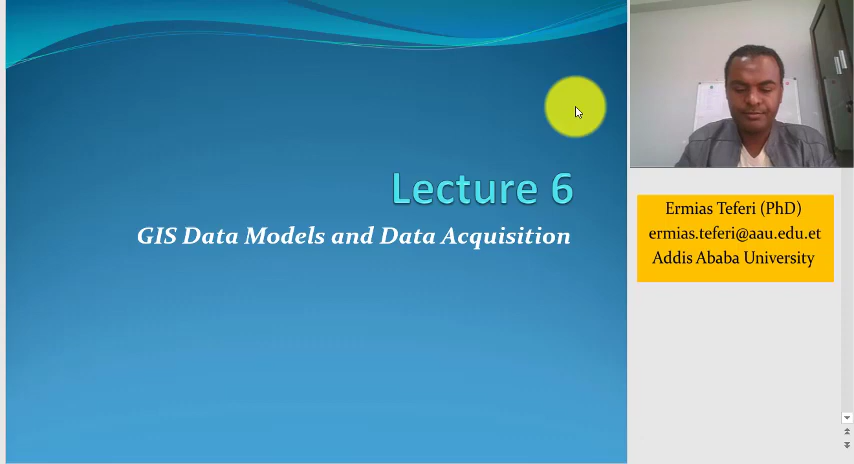 Lecture 6
GIS Data Models and Data Acquisition
Ermias Teferi (PhD)
ermias.teferi@aau.edu.et
Addis Ababa University